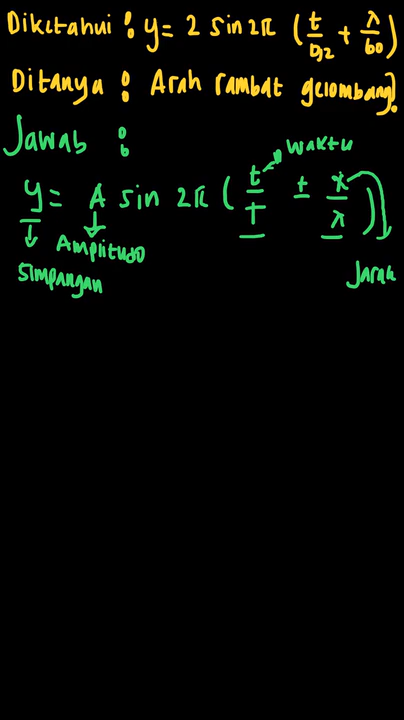 Diketahui : y = 2 sin 2π (t/0,2 + λ/60)
Ditanya : Arah rambat gelombang?
Jawab :
waktu
y = A sin 2π (t/T ± x/λ)
Amplitudo
Simpangan
Jarak